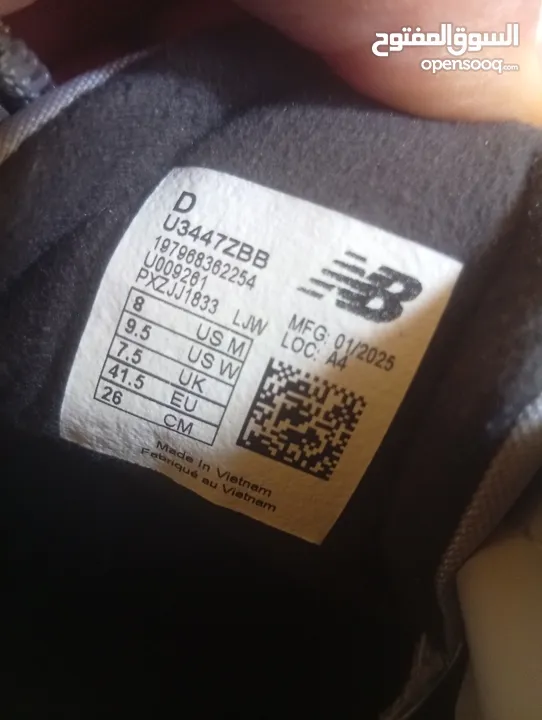 السوق المفتوح
opensooq.com
D
U3447ZBB
197968362254
U009261
PXZJJ1833 LJW
8 US M
9.5 US W
7.5 UK
41.5 EU
26 CM
NB
MFG: 01/2025
LOC: A4
Made in Vietnam
Fabriqué au Vietnam